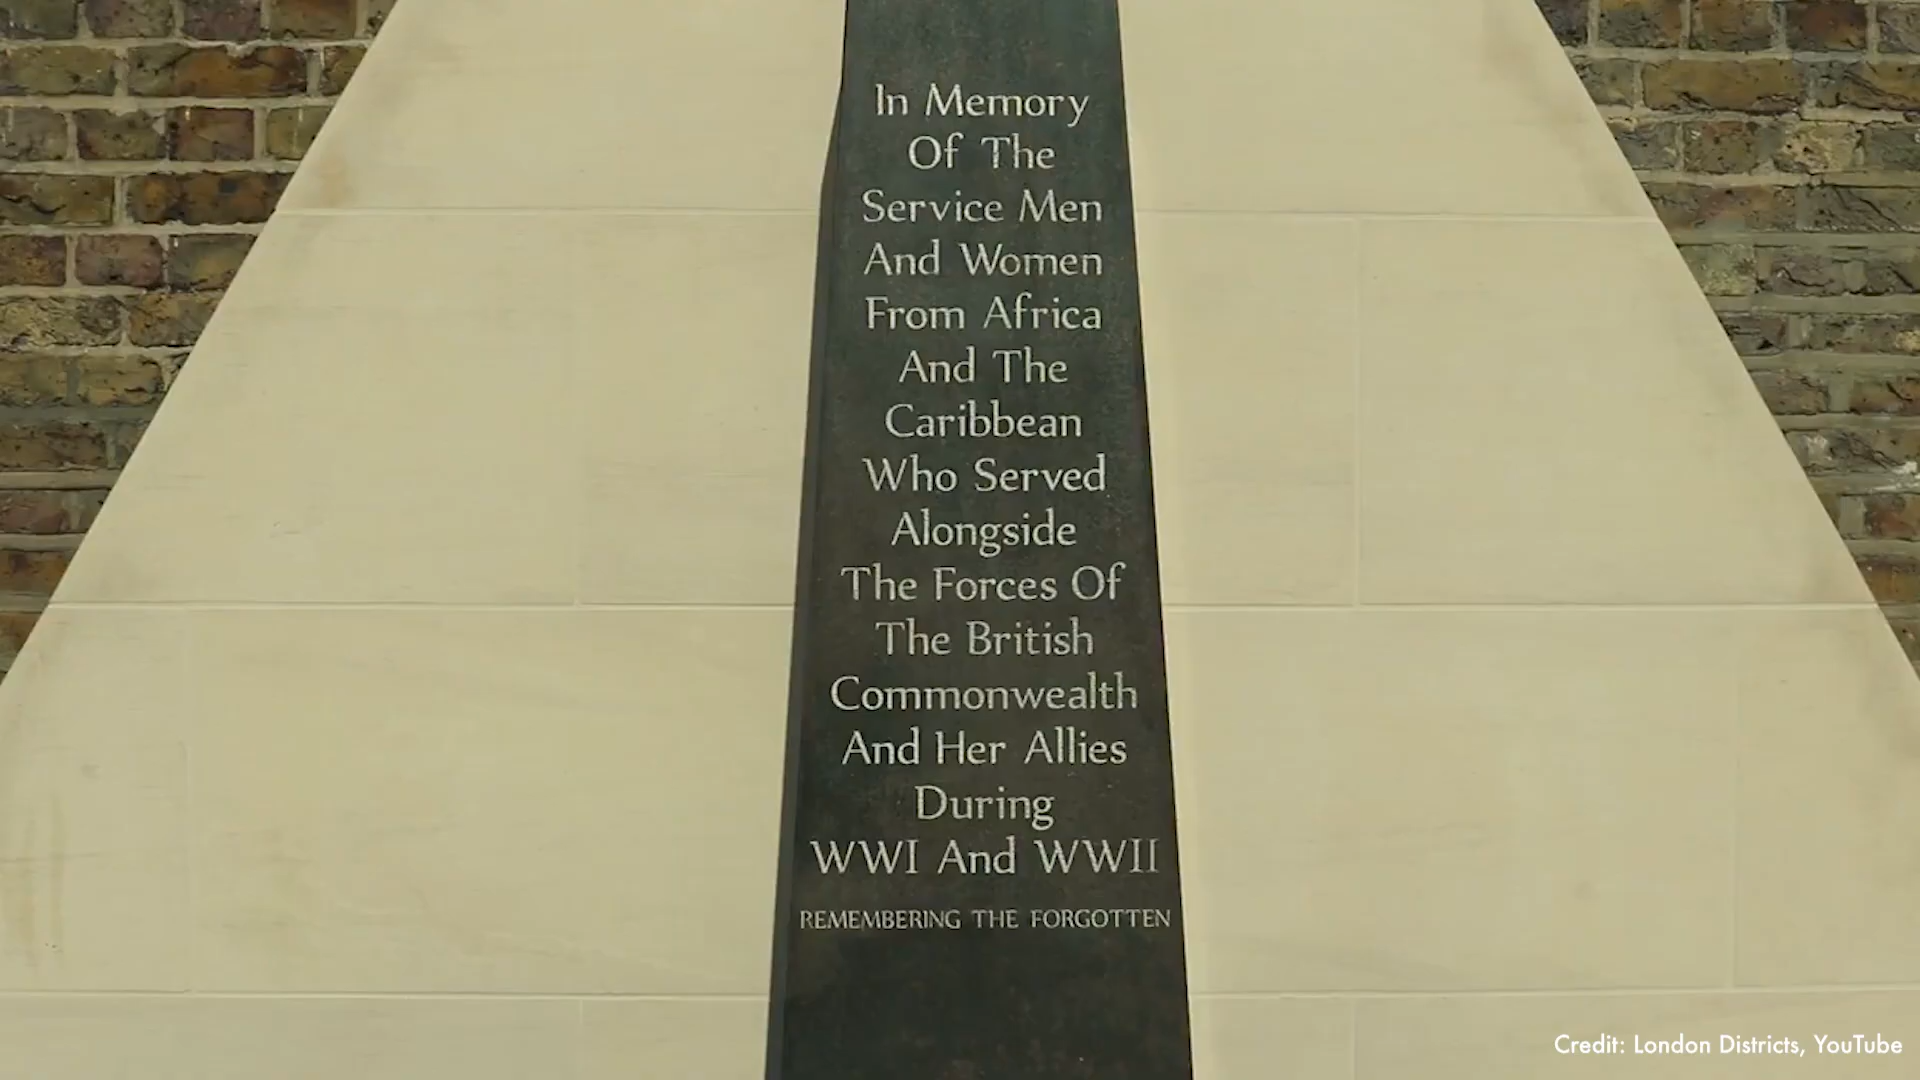 In Memory
Of The
Service Men
And Women
From Africa
And The
Caribbean
Who Served
Alongside
The Forces Of
The British
Commonwealth
And Her Allies
During
WWI And WWII
REMEMBERING THE FORGOTTEN
Credit: London Districts, YouTube